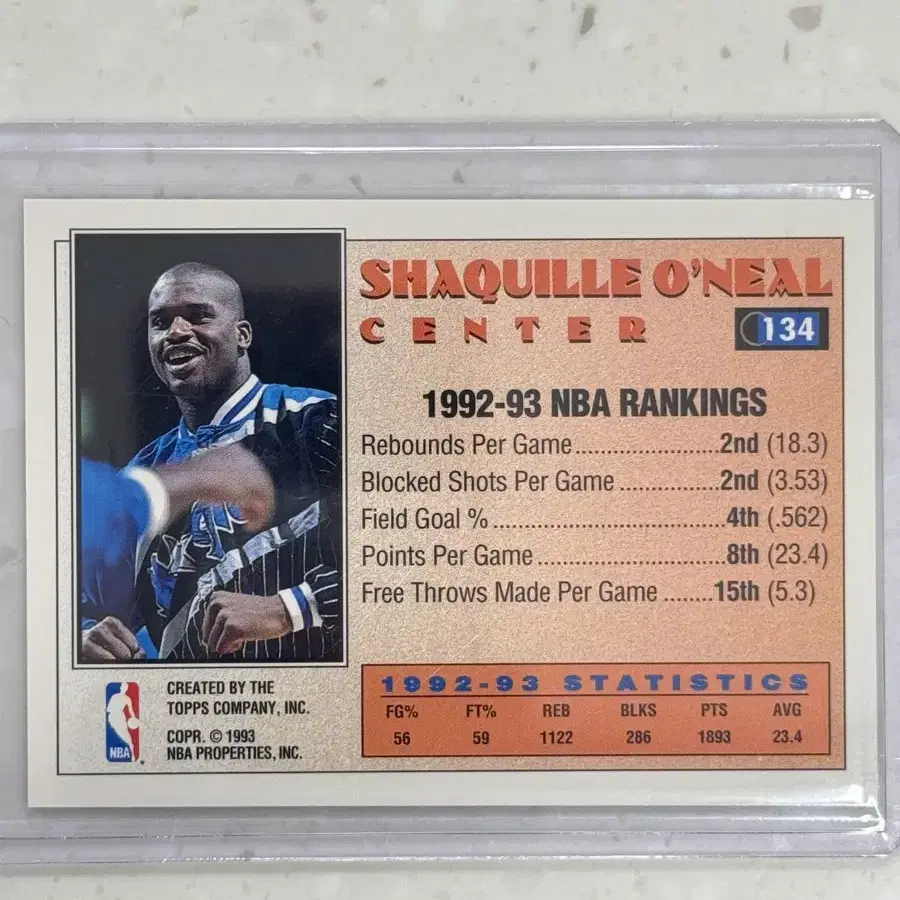 SHAQUILLE O'NEAL
CENTER
134
1992-93 NBA RANKINGS
Rebounds Per Game..........................2nd (18.3)
Blocked Shots Per Game ...................2nd (3.53)
Field Goal %......................................4th (.562)
Points Per Game................................8th (23.4)
Free Throws Made Per Game ........15th (5.3)
1992-93 STATISTICS
FG% FT% REB BLKS PTS AVG
56 59 1122 286 1893 23.4
NBA
CREATED BY THE
TOPPS COMPANY, INC.
COPR. © 1993
NBA PROPERTIES, INC.